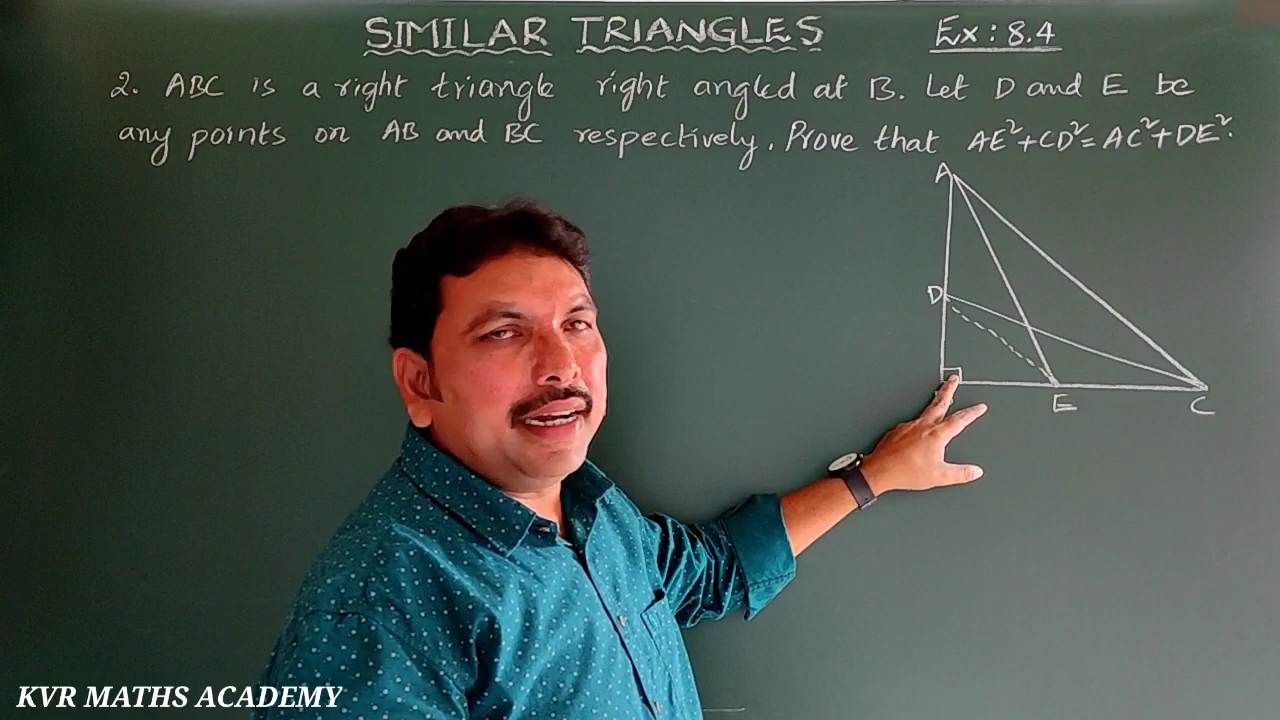 SIMILAR TRIANGLES Ex: 8.4
2. ABC is a right triangle right angled at B. Let D and E be
any points on AB and BC respectively. Prove that AE²+CD²=AC²+DE².
A
D
E C
KVR MATHS ACADEMY